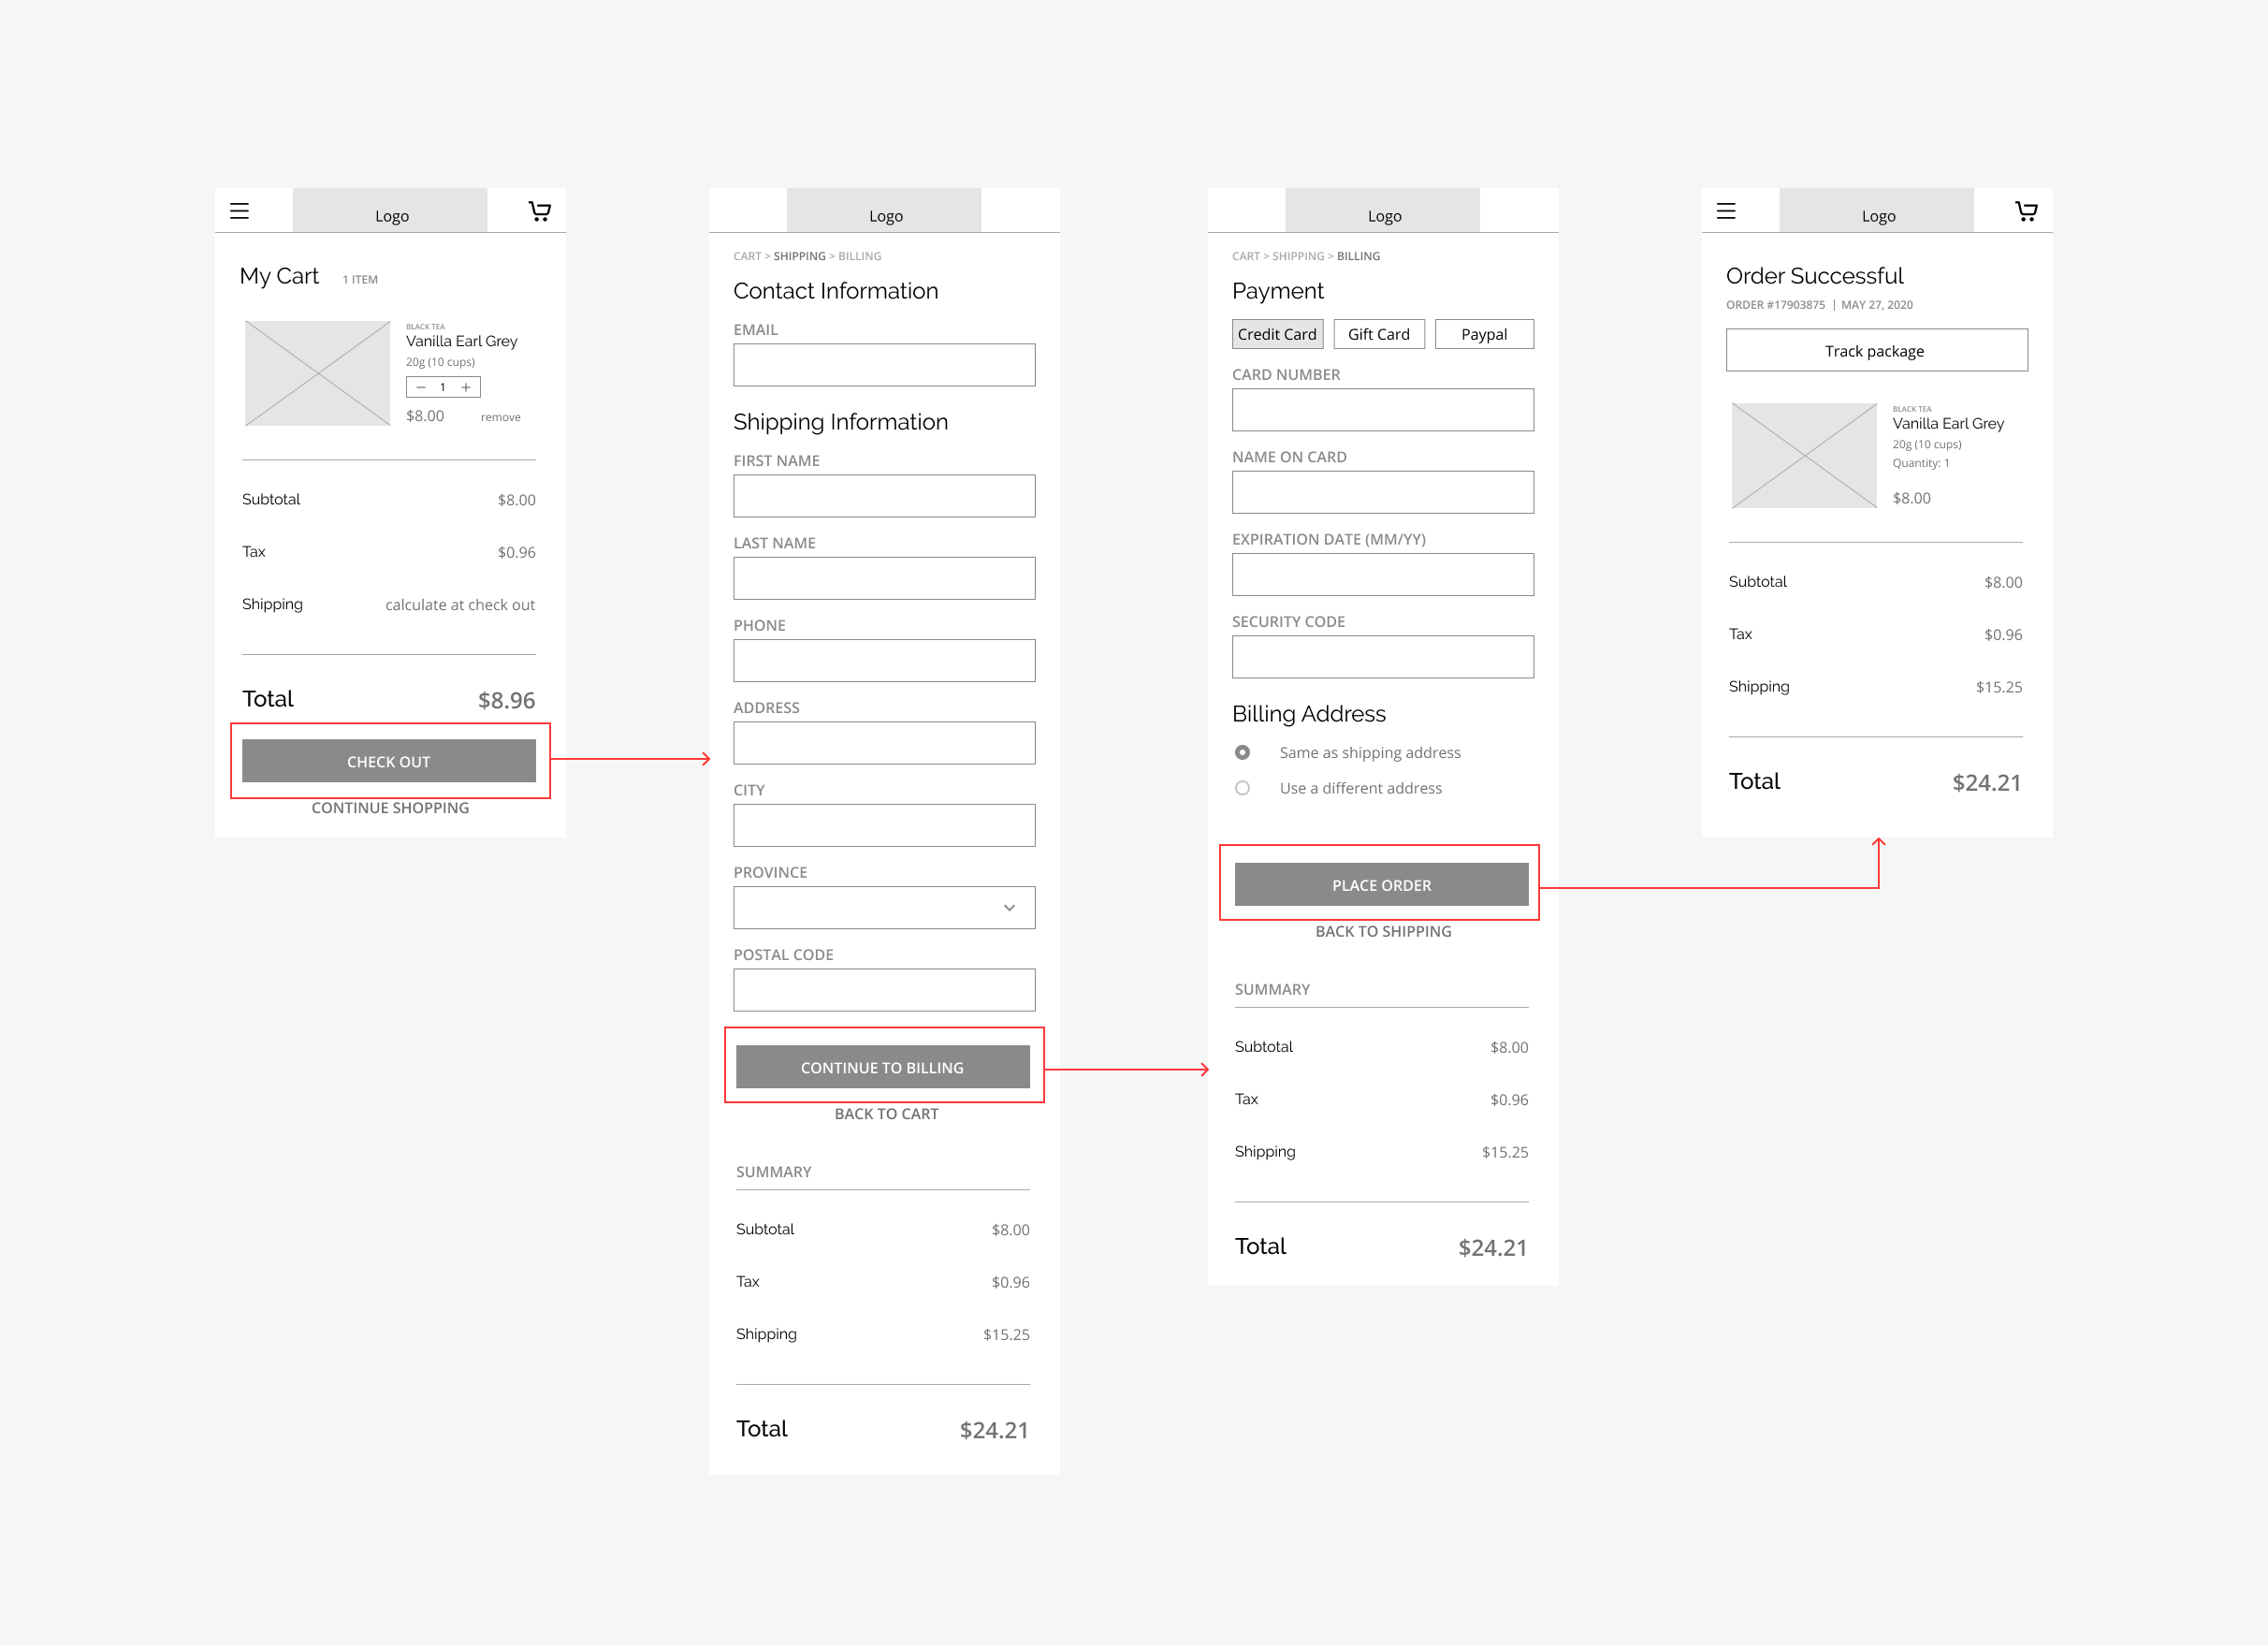 Logo
My Cart 1 ITEM
BLACK TEA
Vanilla Earl Grey
20g (10 cups)
− 1 +
$8.00 remove
Subtotal $8.00
Tax $0.96
Shipping calculate at check out
Total $8.96
CHECK OUT
CONTINUE SHOPPING
Logo
CART > SHIPPING > BILLING
Contact Information
EMAIL
Shipping Information
FIRST NAME
LAST NAME
PHONE
ADDRESS
CITY
PROVINCE
POSTAL CODE
CONTINUE TO BILLING
BACK TO CART
SUMMARY
Subtotal $8.00
Tax $0.96
Shipping $15.25
Total $24.21
Logo
CART > SHIPPING > BILLING
Payment
Credit Card Gift Card Paypal
CARD NUMBER
NAME ON CARD
EXPIRATION DATE (MM/YY)
SECURITY CODE
Billing Address
Same as shipping address
Use a different address
PLACE ORDER
BACK TO SHIPPING
SUMMARY
Subtotal $8.00
Tax $0.96
Shipping $15.25
Total $24.21
Logo
Order Successful
ORDER #17903875 | MAY 27, 2020
Track package
BLACK TEA
Vanilla Earl Grey
20g (10 cups)
Quantity: 1
$8.00
Subtotal $8.00
Tax $0.96
Shipping $15.25
Total $24.21